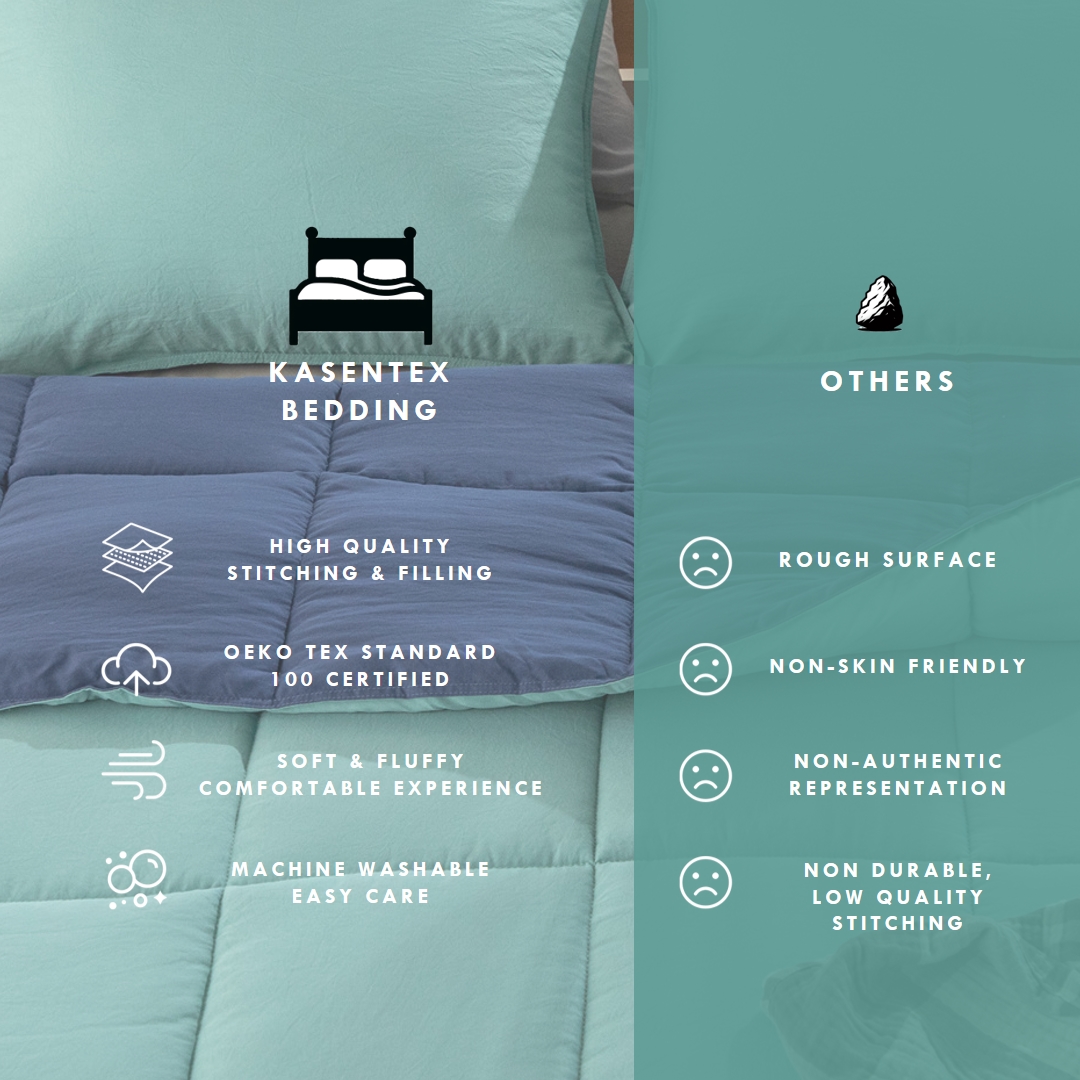 KASENTEX
BEDDING
HIGH QUALITY
STITCHING & FILLING
OEKO TEX STANDARD
100 CERTIFIED
SOFT & FLUFFY
COMFORTABLE EXPERIENCE
MACHINE WASHABLE
EASY CARE
OTHERS
ROUGH SURFACE
NON-SKIN FRIENDLY
NON-AUTHENTIC
REPRESENTATION
NON DURABLE,
LOW QUALITY
STITCHING